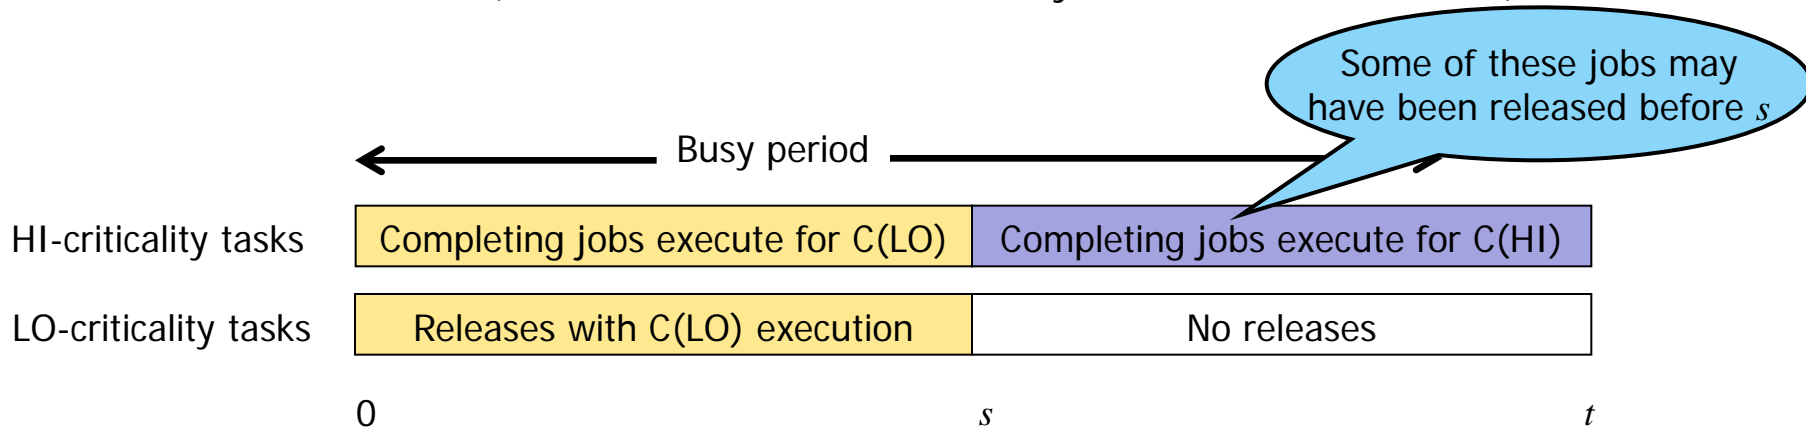 Some of these jobs may
have been released before s
Busy period
HI-criticality tasks
Completing jobs execute for C(LO)
Completing jobs execute for C(HI)
LO-criticality tasks
Releases with C(LO) execution
No releases
0
s
t